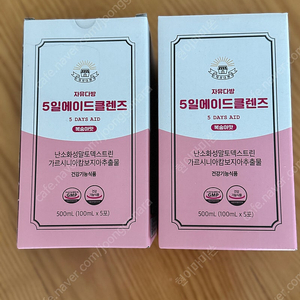 자유다방
5일에이드클렌즈
5 DAYS AID
복숭아맛
난소화성말토덱스트린
가르시니아캄보지아추출물
건강기능식품
GMP
500mL (100mL x 5포)
자유다방
5일에이드클렌즈
5 DAYS AID
복숭아맛
난소화성말토덱스트린
가르시니아캄보지아추출물
건강기능식품
GMP
500mL (100mL x 5포)